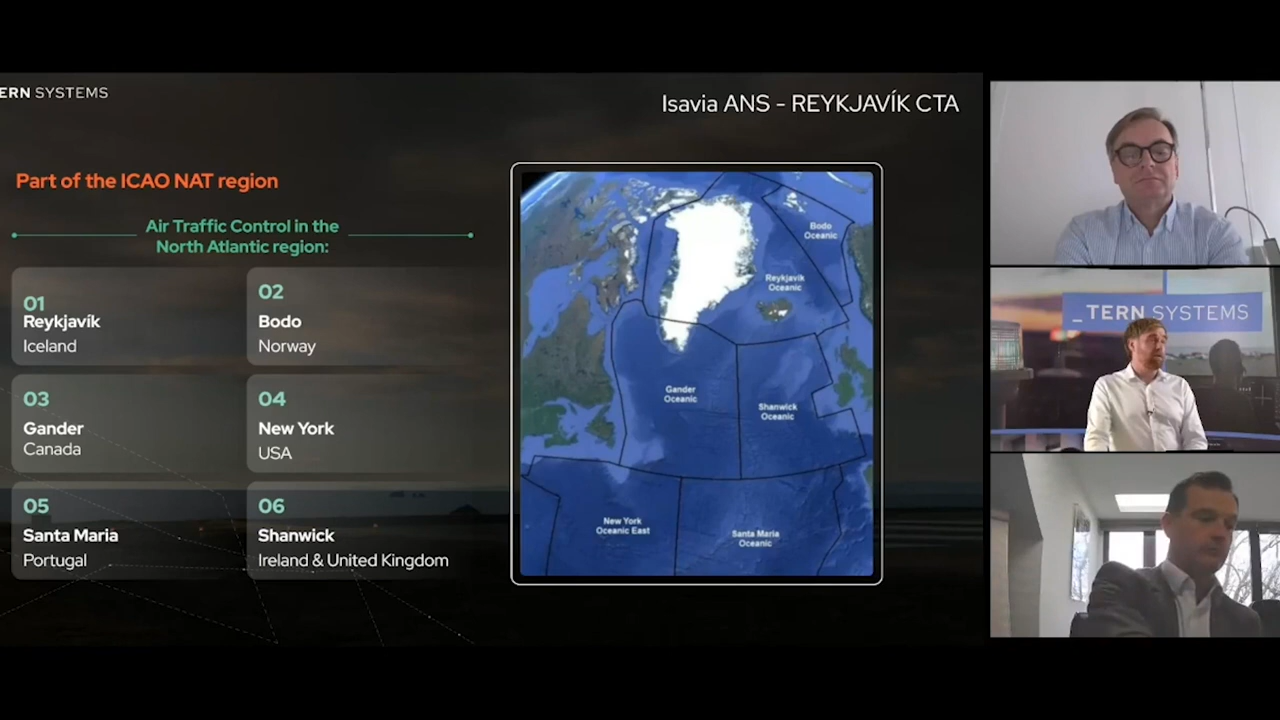 ERN SYSTEMS
Isavia ANS - REYKJAVÍK CTA
Part of the ICAO NAT region
Air Traffic Control in the
North Atlantic region:
01
Reykjavík
Iceland
02
Bodo
Norway
03
Gander
Canada
04
New York
USA
05
Santa Maria
Portugal
06
Shanwick
Ireland & United Kingdom
Bodo
Oceanic
Reykjavik
Oceanic
Gander
Oceanic
Shanwick
Oceanic
New York
Oceanic East
Santa Maria
Oceanic
_TERN SYSTEMS